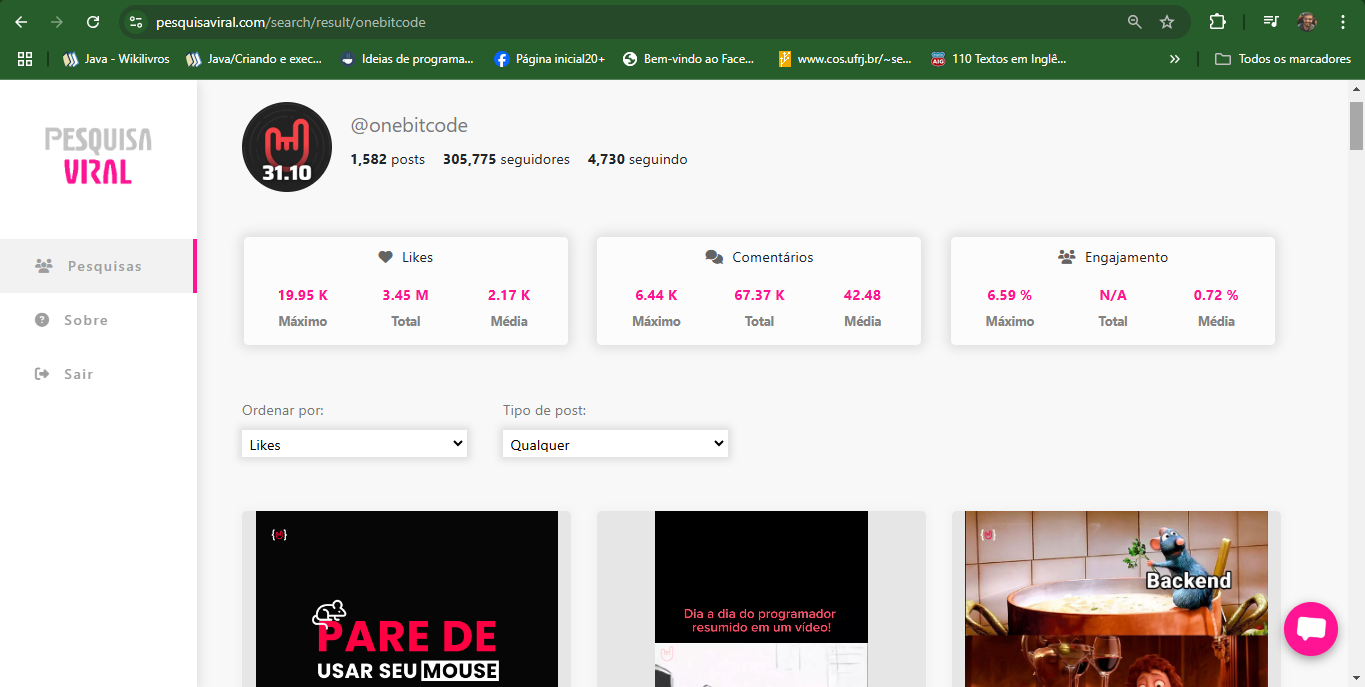 pesquisaviral.com/search/result/onebitcode
Java - Wikilivros
Java/Criando e exec...
Ideias de programa...
Página inicial20+
Bem-vindo ao Face...
www.cos.ufrj.br/~se...
AIG
110 Textos em Inglê...
»
Todos os marcadores
PESQUISA
VIRAL
Pesquisas
Sobre
Sair
31.10
@onebitcode
1,582 posts 305,775 seguidores 4,730 seguindo
Likes
19.95 K 3.45 M 2.17 K
Máximo Total Média
Comentários
6.44 K 67.37 K 42.48
Máximo Total Média
Engajamento
6.59 % N/A 0.72 %
Máximo Total Média
Ordenar por:
Likes
Tipo de post:
Qualquer
PARE DE
USAR SEU MOUSE
Dia a dia do programador
resumido em um vídeo!
Backend